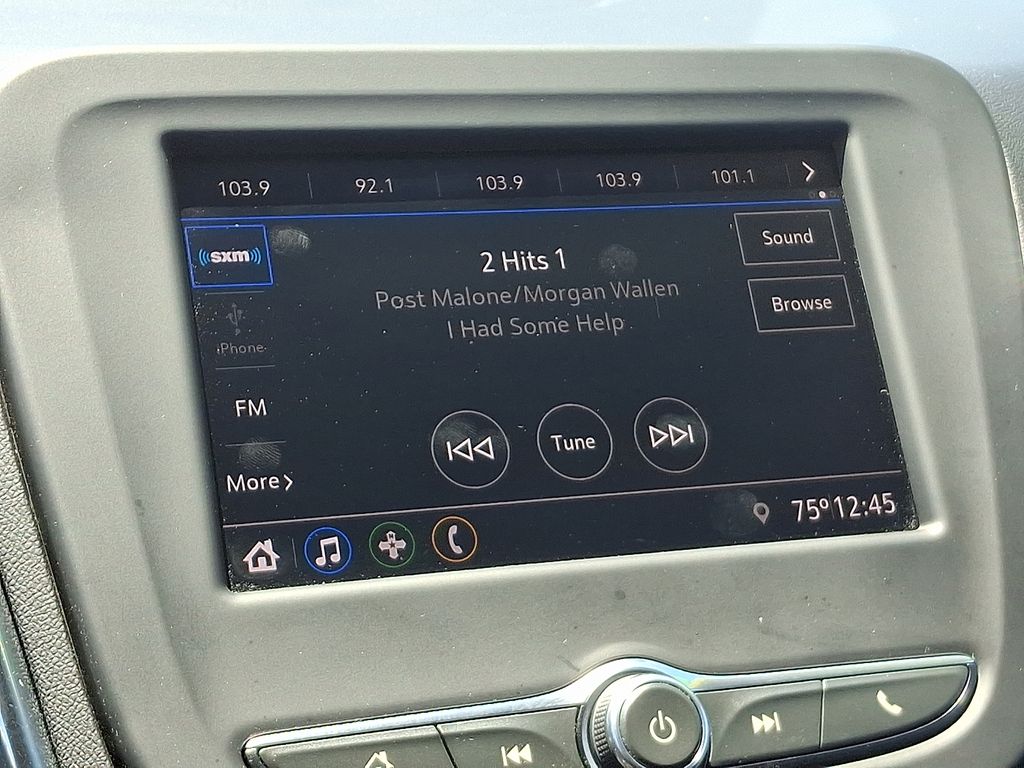 103.9 92.1 103.9 103.9 101.1
sxm
2 Hits 1
Sound
Post Malone/Morgan Wallen
Browse
I Had Some Help
iPhone
FM
Tune
More
75° 12:45